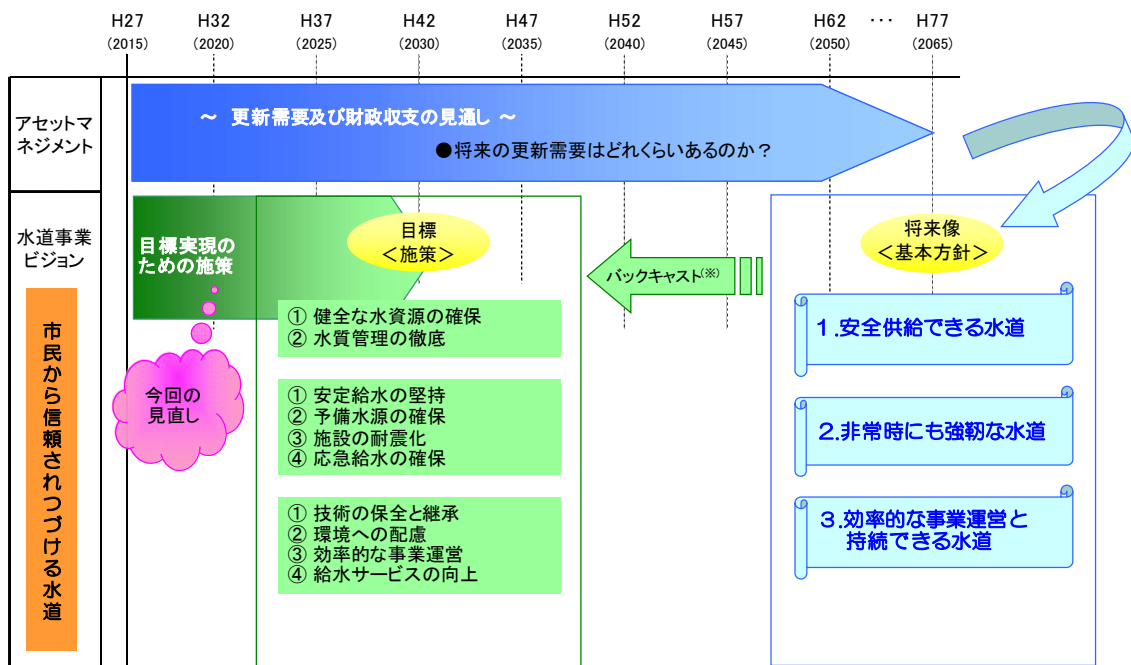 H27 H32 H37 H42 H47 H52 H57 H62 ··· H77
(2015) (2020) (2025) (2030) (2035) (2040) (2045) (2050) (2065)
アセットマ
ネジメント
～ 更新需要及び財政収支の見通し ～
●将来の更新需要はどれくらいあるのか？
水道事業
ビジョン
市民から信頼されつづける水道
目標実現の
ための施策
今回の
見直し
目標
＜施策＞
① 健全な水資源の確保
② 水質管理の徹底
① 安定給水の堅持
② 予備水源の確保
③ 施設の耐震化
④ 応急給水の確保
① 技術の保全と継承
② 環境への配慮
③ 効率的な事業運営
④ 給水サービスの向上
バックキャスト(※)
将来像
＜基本方針＞
１.安全供給できる水道
２.非常時にも強靭な水道
３.効率的な事業運営と
持続できる水道